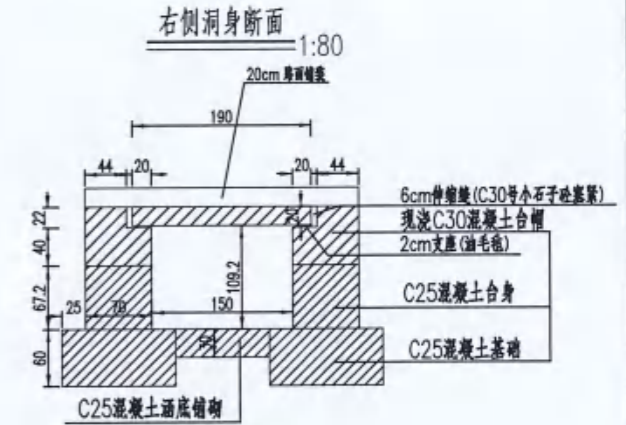 右侧洞身断面
1:80
20cm 路面铺装
190
44 20 20 44
6cm伸缩缝(C30号小石子砼塞紧)
22 20
现浇C30混凝土台帽
2cm支座(油毛毡)
40
109.2
67.2
C25混凝土台身
25 70 150
C25混凝土基础
60 30
C25混凝土涵底铺砌